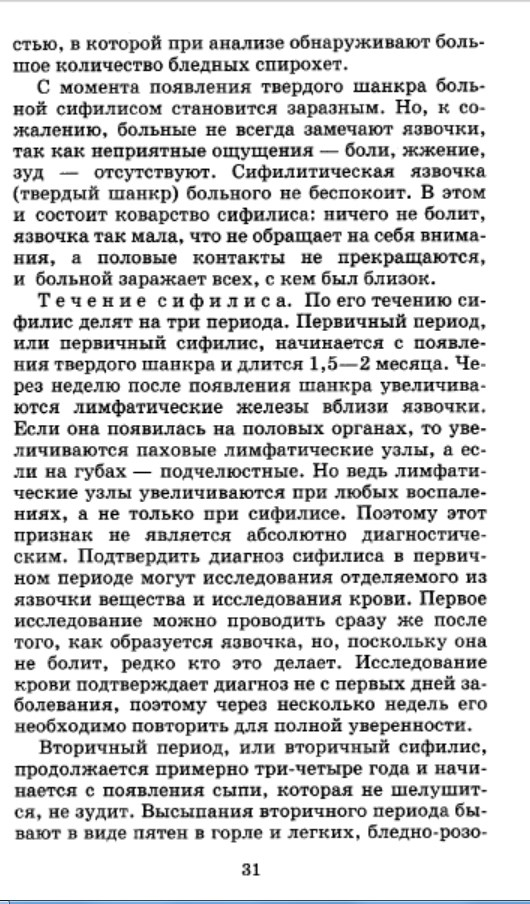 стью, в которой при анализе обнаруживают боль-
шое количество бледных спирохет.
С момента появления твердого шанкра боль-
ной сифилисом становится заразным. Но, к со-
жалению, больные не всегда замечают язвочки,
так как неприятные ощущения — боли, жжение,
зуд — отсутствуют. Сифилитическая язвочка
(твердый шанкр) больного не беспокоит. В этом
и состоит коварство сифилиса: ничего не болит,
язвочка так мала, что не обращает на себя внима-
ния, а половые контакты не прекращаются,
и больной заражает всех, с кем был близок.
Течение сифилиса. По его течению си-
филис делят на три периода. Первичный период,
или первичный сифилис, начинается с появле-
ния твердого шанкра и длится 1,5—2 месяца. Че-
рез неделю после появления шанкра увеличива-
ются лимфатические железы вблизи язвочки.
Если она появилась на половых органах, то уве-
личиваются паховые лимфатические узлы, а ес-
ли на губах — подчелюстные. Но ведь лимфати-
ческие узлы увеличиваются при любых воспале-
ниях, а не только при сифилисе. Поэтому этот
признак не является абсолютно диагностиче-
ским. Подтвердить диагноз сифилиса в первич-
ном периоде могут исследования отделяемого из
язвочки вещества и исследования крови. Первое
исследование можно проводить сразу же после
того, как образуется язвочка, но, поскольку она
не болит, редко кто это делает. Исследование
крови подтверждает диагноз не с первых дней за-
болевания, поэтому через несколько недель его
необходимо повторить для полной уверенности.
Вторичный период, или вторичный сифилис,
продолжается примерно три-четыре года и начи-
нается с появления сыпи, которая не шелушит-
ся, не зудит. Высыпания вторичного периода бы-
вают в виде пятен в горле и легких, бледно-розо-
31